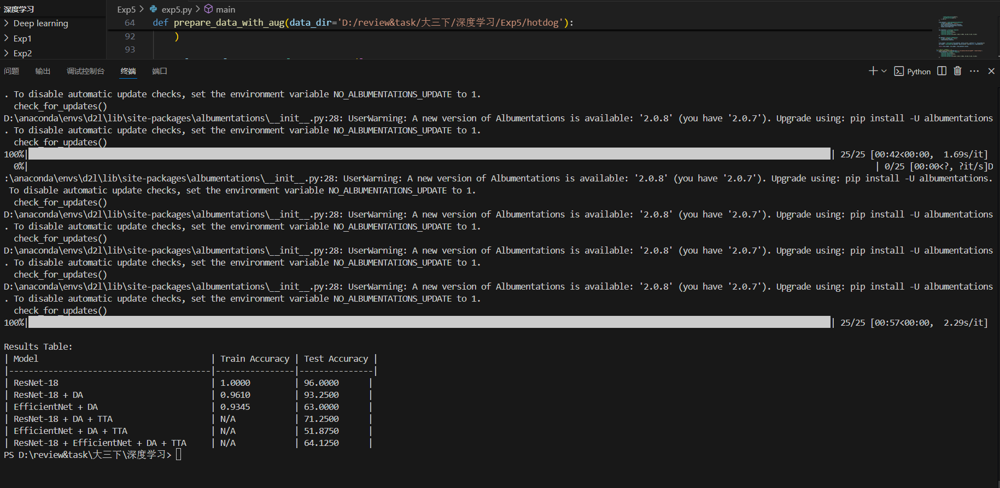 深度学习
Exp5 > exp5.py > main
> Deep learning
> Exp1
> Exp2
64 def prepare_data_with_aug(data_dir='D:/review&task/大三下/深度学习/Exp5/hotdog'):
92 )
93
问题 输出 调试控制台 终端 端口
Python
. To disable automatic update checks, set the environment variable NO_ALBUMENTATIONS_UPDATE to 1.
check_for_updates()
D:\anaconda\envs\d2l\lib\site-packages\albumentations\__init__.py:28: UserWarning: A new version of Albumentations is available: '2.0.8' (you have '2.0.7'). Upgrade using: pip install -U albumentations
. To disable automatic update checks, set the environment variable NO_ALBUMENTATIONS_UPDATE to 1.
check_for_updates()
100%| | 25/25 [00:42<00:00, 1.69s/it]
0%| | 0/25 [00:00<?, ?it/s]D
:\anaconda\envs\d2l\lib\site-packages\albumentations\__init__.py:28: UserWarning: A new version of Albumentations is available: '2.0.8' (you have '2.0.7'). Upgrade using: pip install -U albumentations.
To disable automatic update checks, set the environment variable NO_ALBUMENTATIONS_UPDATE to 1.
check_for_updates()
D:\anaconda\envs\d2l\lib\site-packages\albumentations\__init__.py:28: UserWarning: A new version of Albumentations is available: '2.0.8' (you have '2.0.7'). Upgrade using: pip install -U albumentations
. To disable automatic update checks, set the environment variable NO_ALBUMENTATIONS_UPDATE to 1.
check_for_updates()
D:\anaconda\envs\d2l\lib\site-packages\albumentations\__init__.py:28: UserWarning: A new version of Albumentations is available: '2.0.8' (you have '2.0.7'). Upgrade using: pip install -U albumentations
. To disable automatic update checks, set the environment variable NO_ALBUMENTATIONS_UPDATE to 1.
check_for_updates()
D:\anaconda\envs\d2l\lib\site-packages\albumentations\__init__.py:28: UserWarning: A new version of Albumentations is available: '2.0.8' (you have '2.0.7'). Upgrade using: pip install -U albumentations
. To disable automatic update checks, set the environment variable NO_ALBUMENTATIONS_UPDATE to 1.
check_for_updates()
100%| | 25/25 [00:57<00:00, 2.29s/it]
Results Table:
| Model | Train Accuracy | Test Accuracy |
|-----------------------------------------|----------------|---------------|
| ResNet-18 | 1.0000 | 96.0000 |
| ResNet-18 + DA | 0.9610 | 93.2500 |
| EfficientNet + DA | 0.9345 | 63.0000 |
| ResNet-18 + DA + TTA | N/A | 71.2500 |
| EfficientNet + DA + TTA | N/A | 51.8750 |
| ResNet-18 + EfficientNet + DA + TTA | N/A | 64.1250 |
PS D:\review&task\大三下\深度学习>